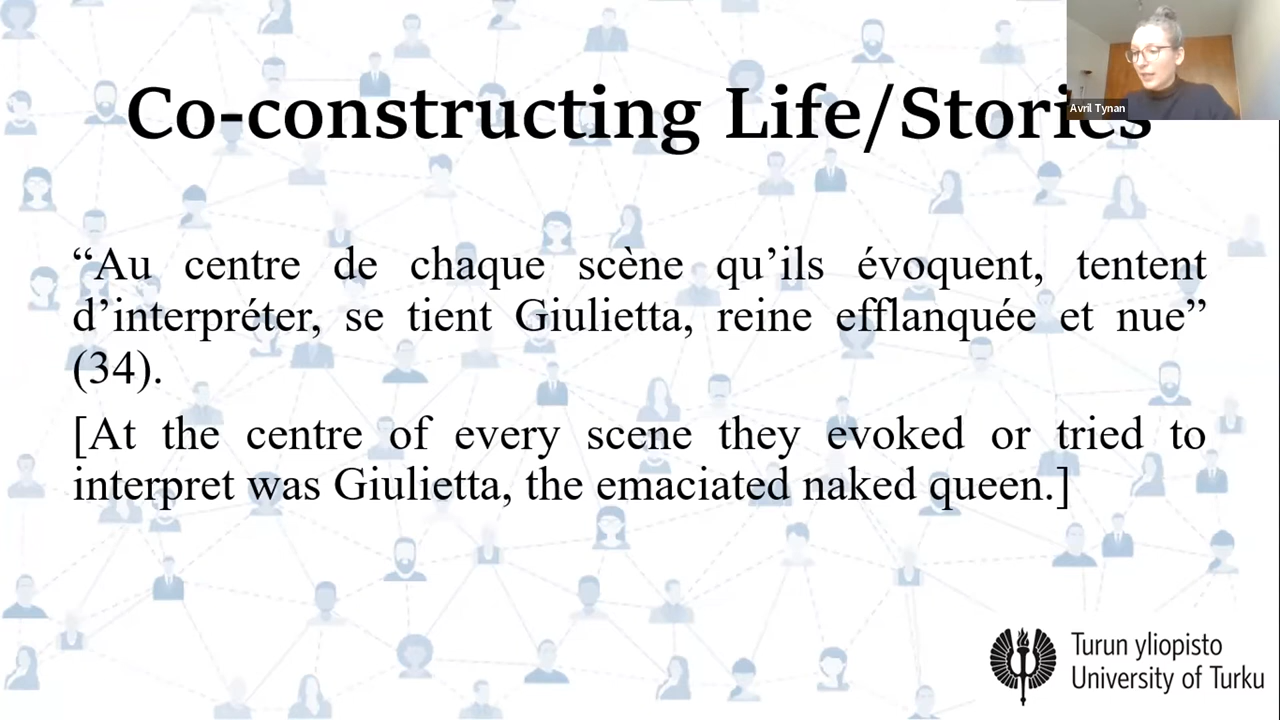 Co-constructing Life/Stories
Avril Tynan
“Au centre de chaque scène qu’ils évoquent, tentent
d’interpréter, se tient Giulietta, reine efflanquée et nue”
(34).
[At the centre of every scene they evoked or tried to
interpret was Giulietta, the emaciated naked queen.]
Turun yliopisto
University of Turku